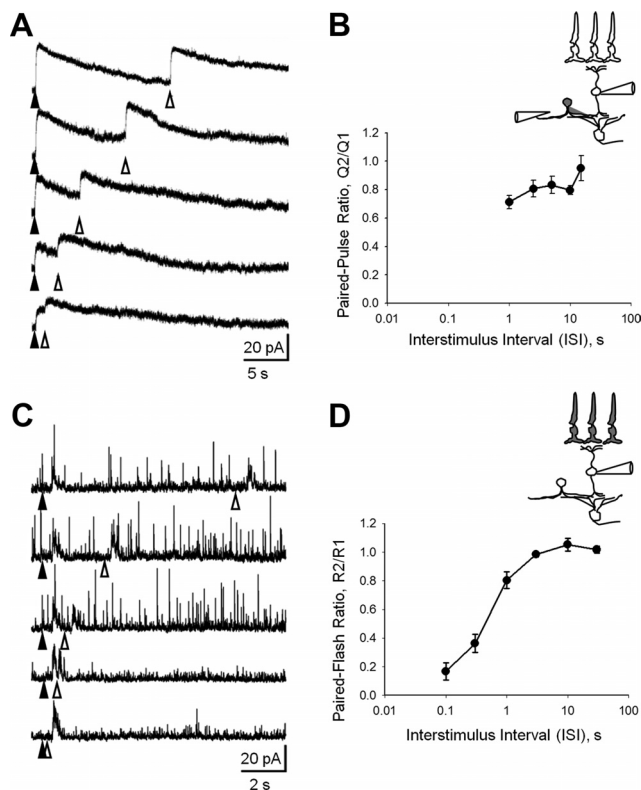 A
20 pA
5 s
B
Paired-Pulse Ratio, Q2/Q1
1.2
1.0
0.8
0.6
0.4
0.2
0.0
0.01 0.1 1 10 100
Interstimulus Interval (ISI), s
C
20 pA
2 s
D
Paired-Flash Ratio, R2/R1
1.2
1.0
0.8
0.6
0.4
0.2
0.0
0.01 0.1 1 10 100
Interstimulus Interval (ISI), s